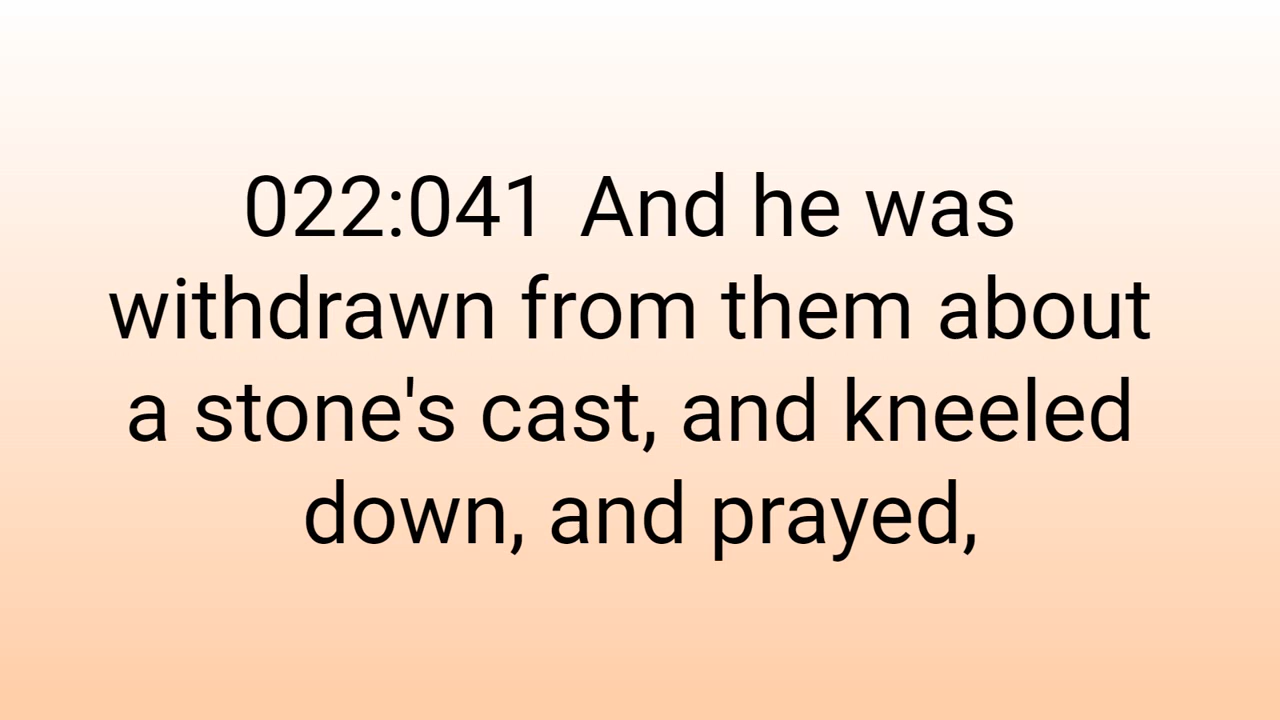 022:041 And he was
withdrawn from them about
a stone's cast, and kneeled
down, and prayed,